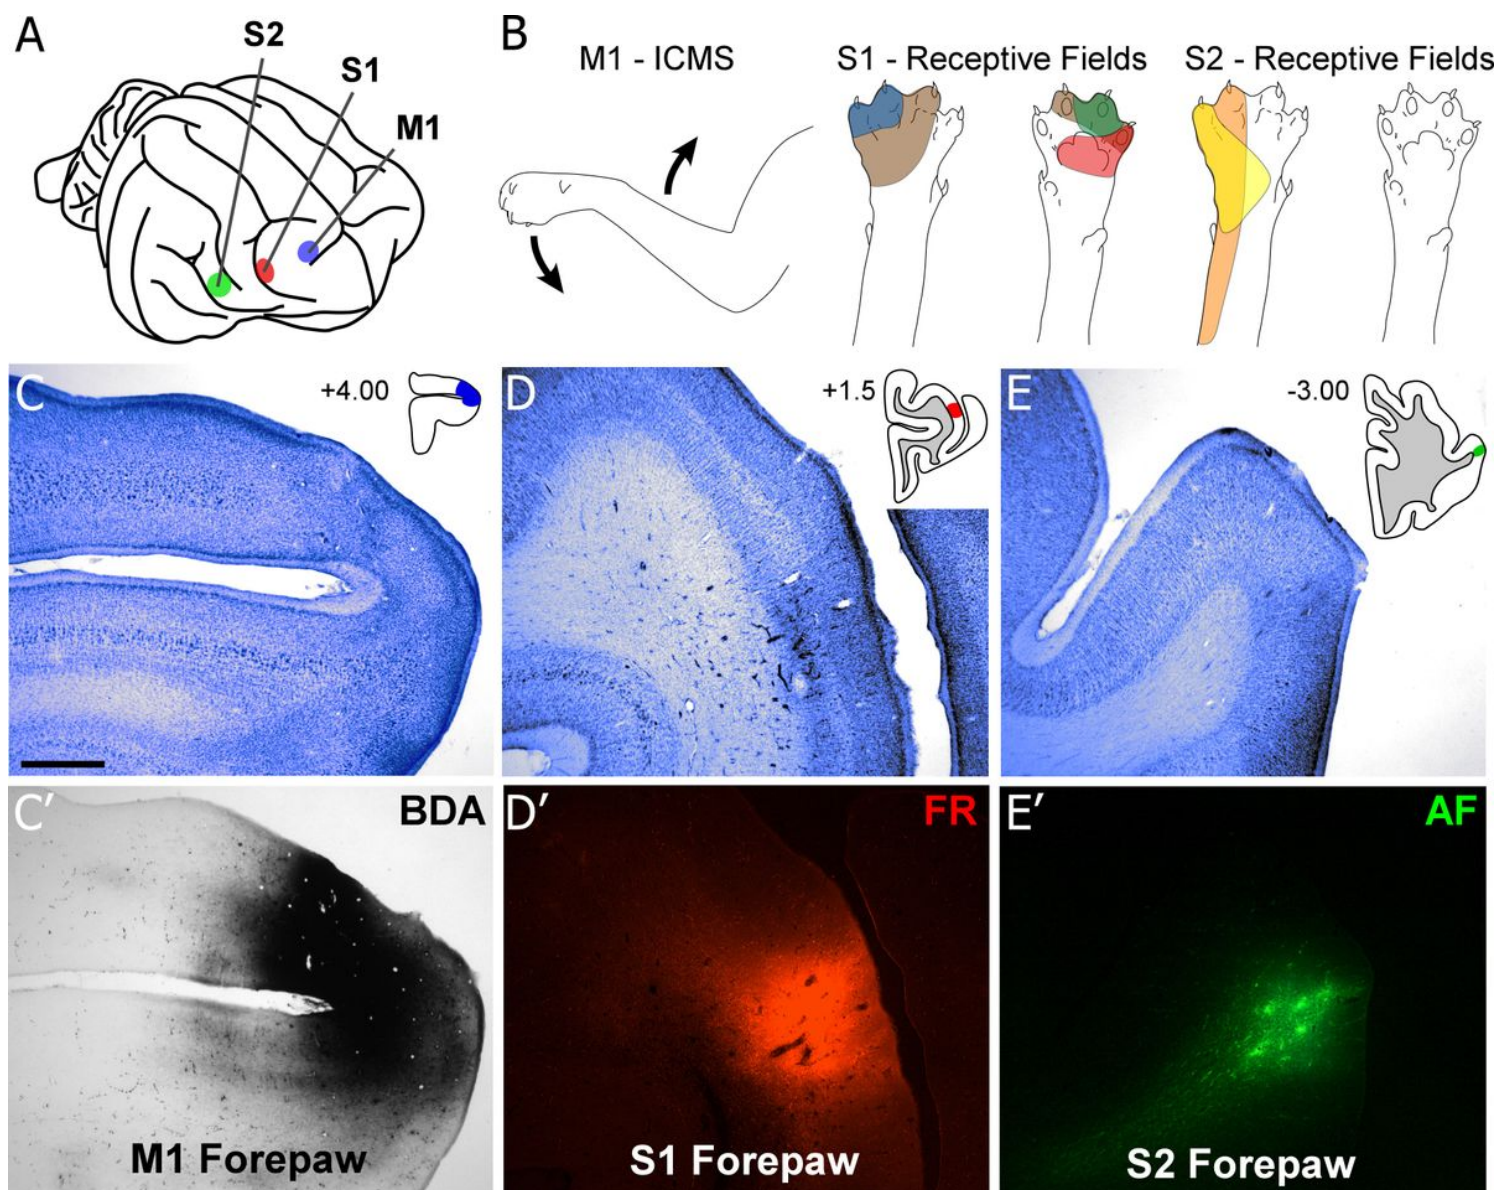 A
S2
S1
M1
B
M1 - ICMS
S1 - Receptive Fields
S2 - Receptive Fields
C
+4.00
D
+1.5
E
-3.00
C′
BDA
M1 Forepaw
D′
FR
S1 Forepaw
E′
AF
S2 Forepaw